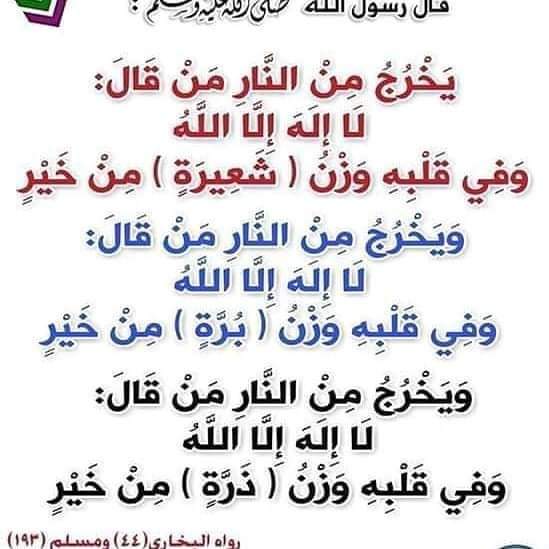 قال رسول الله صلى الله عليه وسلم :
يَخْرُجُ مِنْ النَّارِ مَنْ قَالَ:
لَا إِلَهَ إِلَّا اللَّهُ
وَفِي قَلْبِهِ وَزْنُ ( شَعِيرَةٍ ) مِنْ خَيْرٍ
وَيَخْرُجُ مِنْ النَّارِ مَنْ قَالَ:
لَا إِلَهَ إِلَّا اللَّهُ
وَفِي قَلْبِهِ وَزْنُ ( بُرَّةٍ ) مِنْ خَيْرٍ
وَيَخْرُجُ مِنْ النَّارِ مَنْ قَالَ:
لَا إِلَهَ إِلَّا اللَّهُ
وَفِي قَلْبِهِ وَزْنُ ( ذَرَّةٍ ) مِنْ خَيْرٍ
رواه البخاري(٤٤) ومسلم (١٩٣)